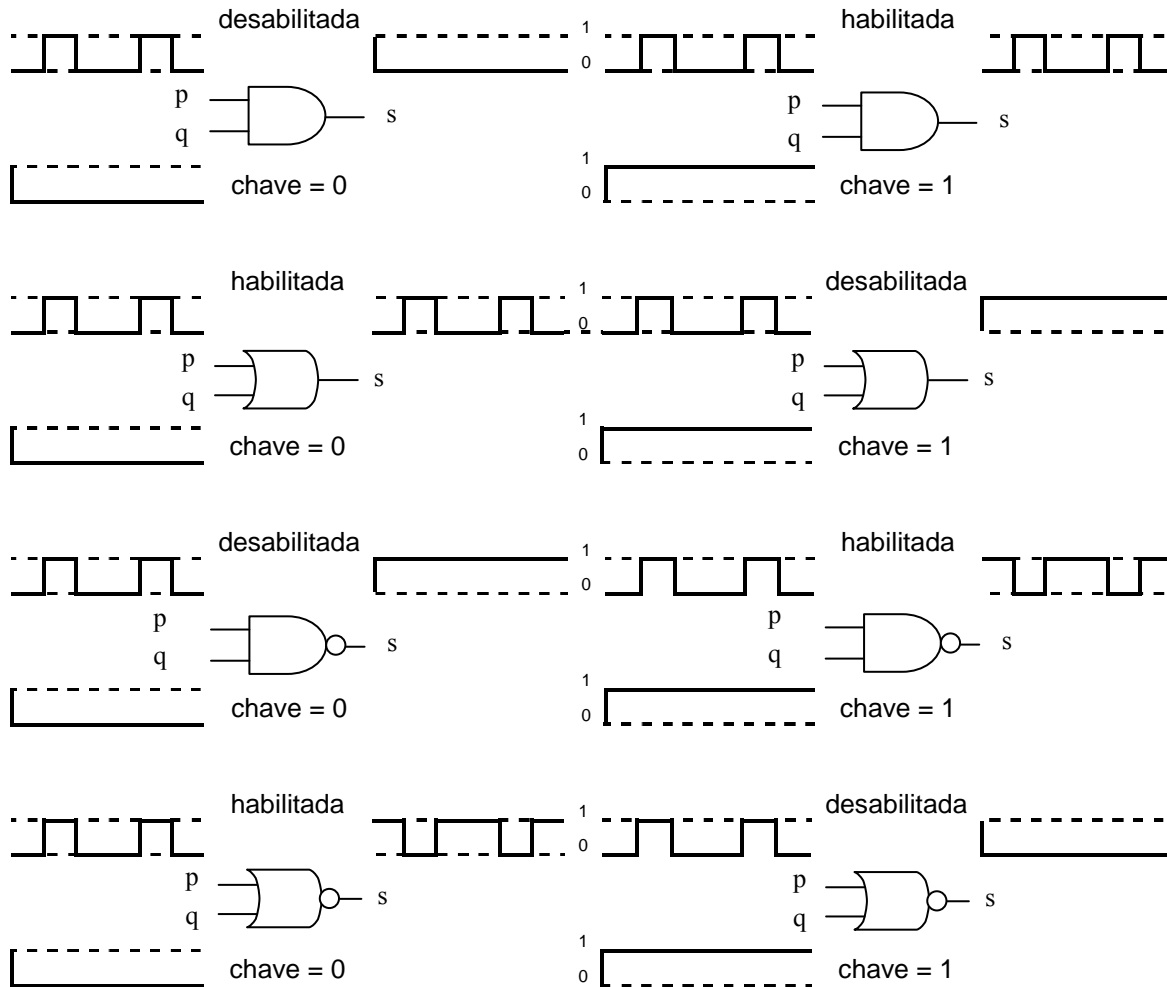 desabilitada
1
habilitada
0
p
s
p
s
q
q
1
chave = 0
chave = 1
0
habilitada
1
desabilitada
0
p
s
p
s
q
q
1
chave = 0
chave = 1
0
desabilitada
1
habilitada
0
p
s
p
s
q
q
1
chave = 0
chave = 1
0
habilitada
1
desabilitada
0
p
s
p
s
q
q
1
chave = 0
chave = 1
0